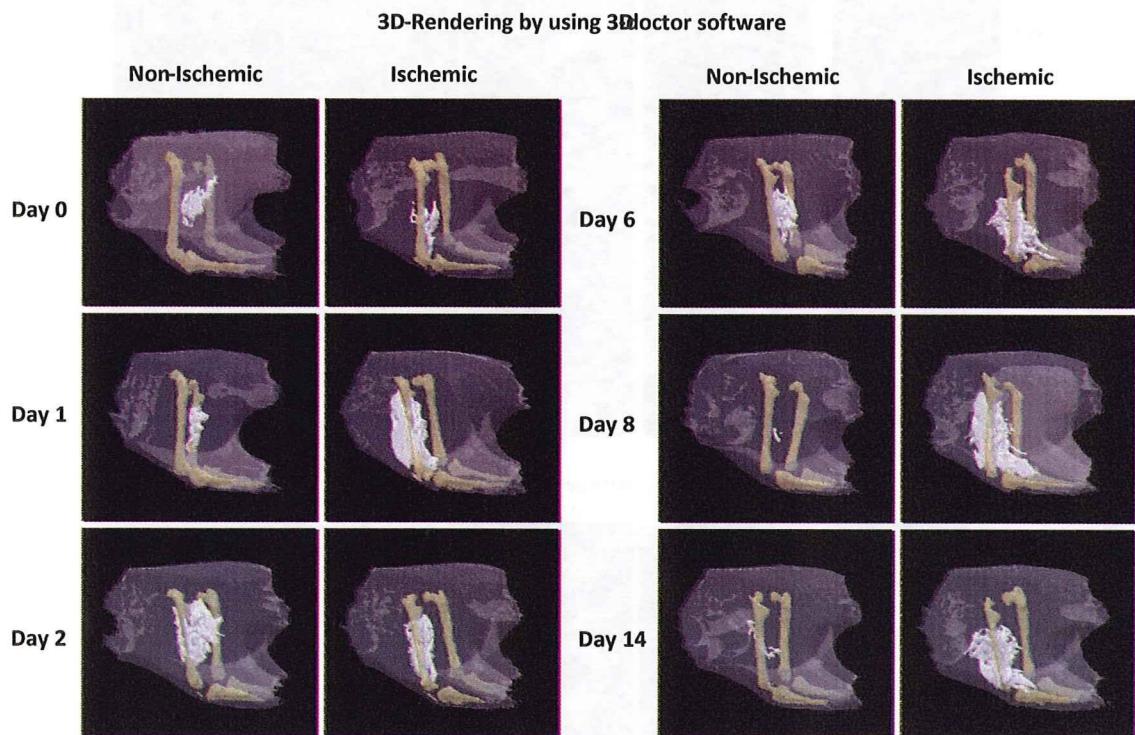 3D-Rendering by using 3Ddoctor software
Non-Ischemic Ischemic Non-Ischemic Ischemic
Day 0 Day 6
Day 1 Day 8
Day 2 Day 14